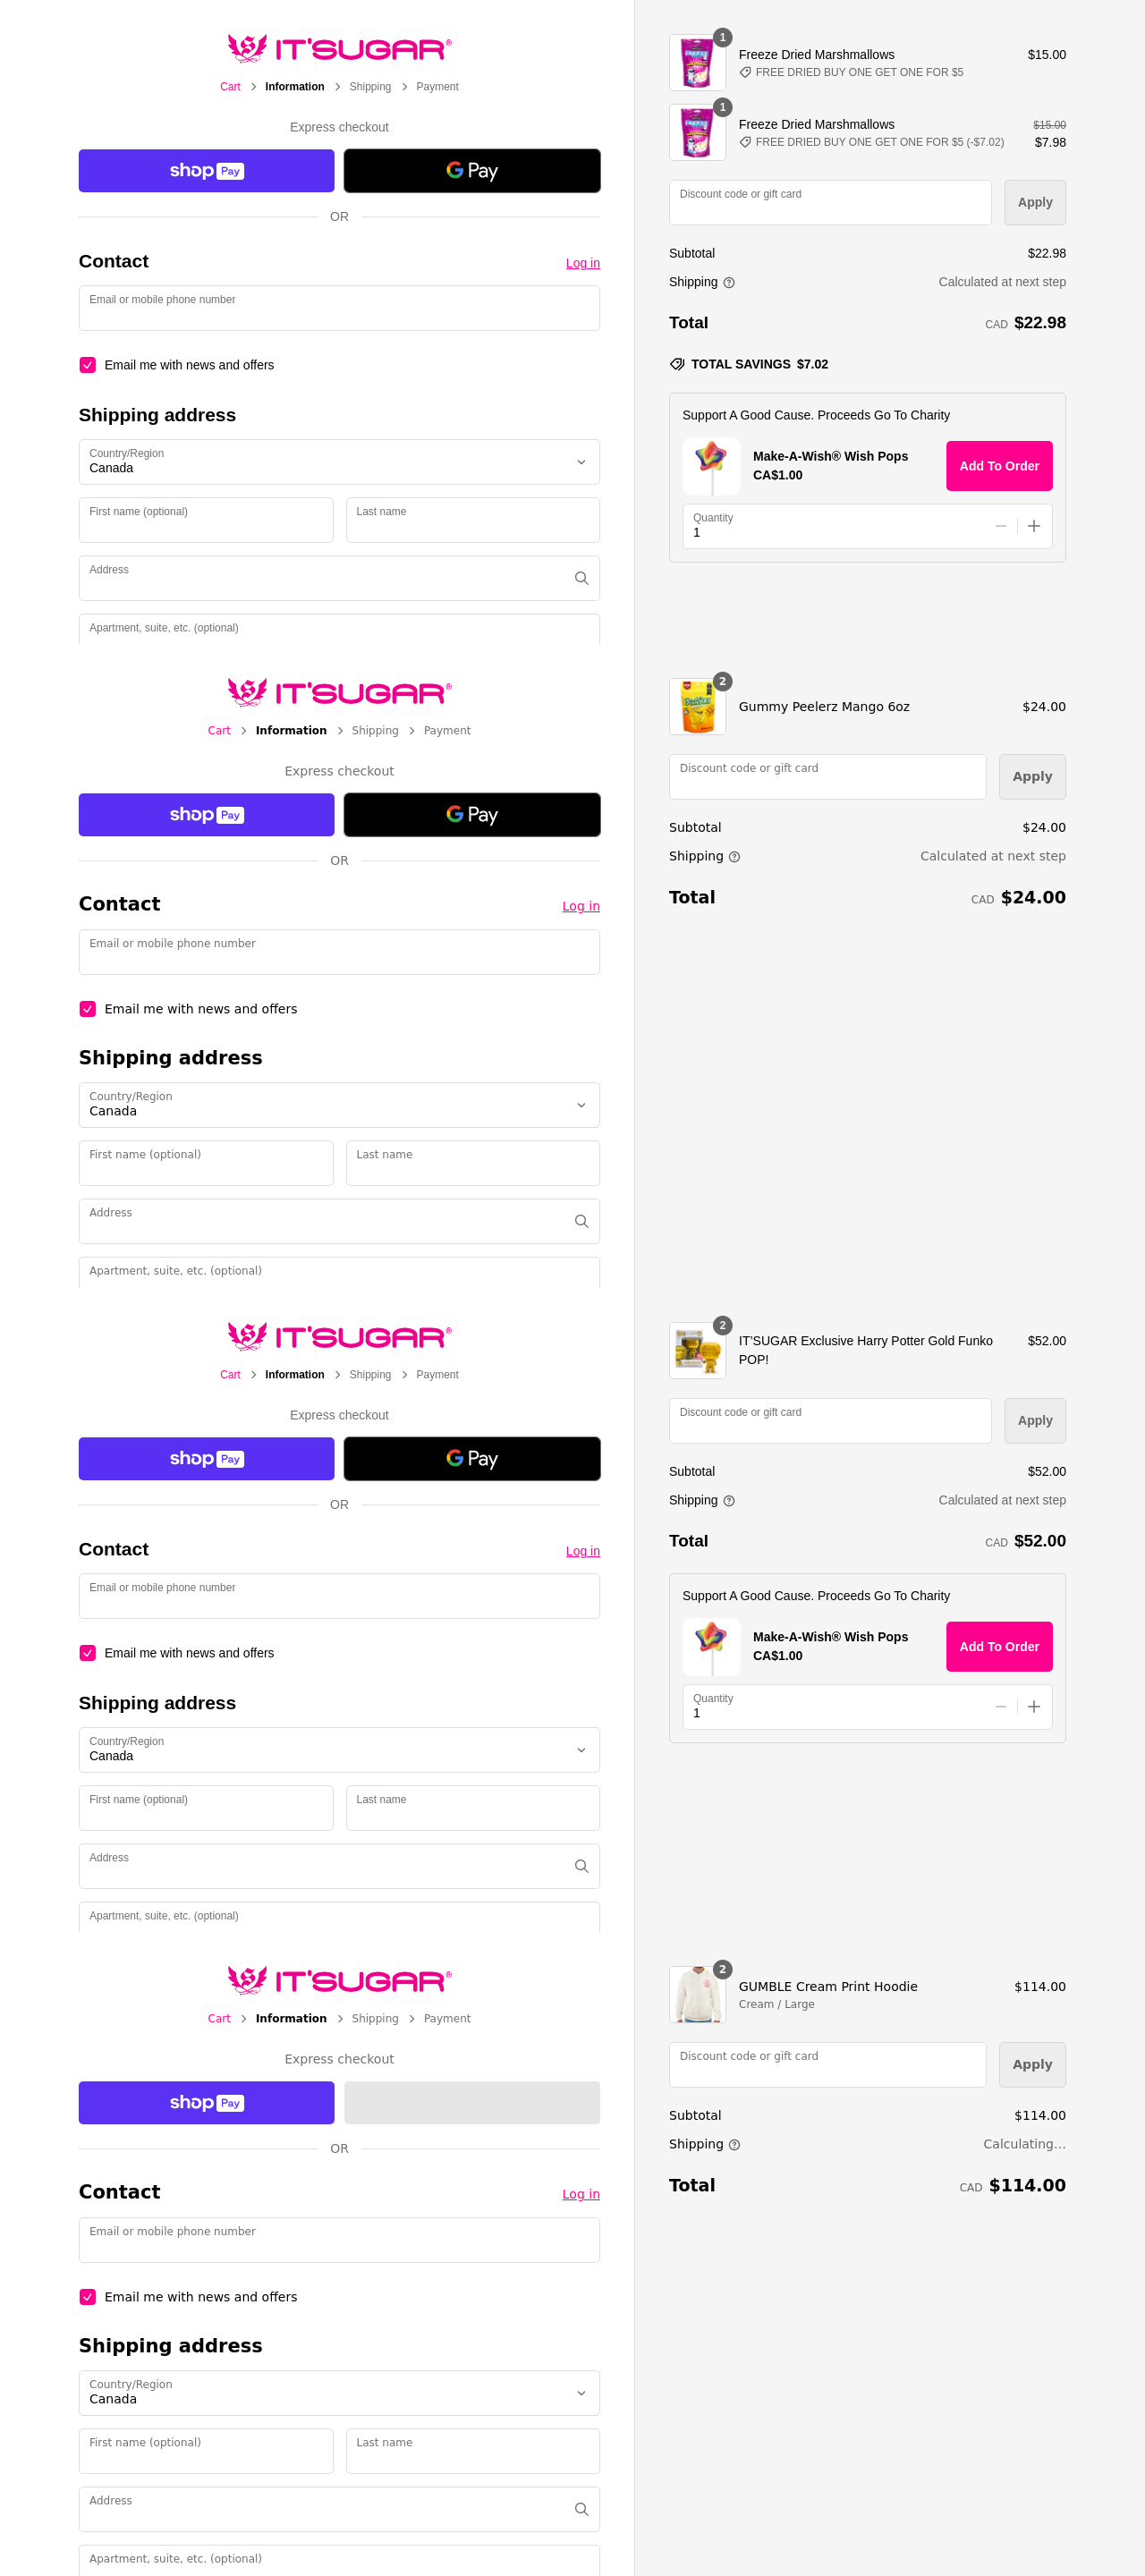 IT'SUGAR®
Cart > Information > Shipping > Payment
Express checkout
shop Pay
G Pay
OR
Contact
Log in
Email or mobile phone number
Email me with news and offers
Shipping address
Country/Region
Canada
First name (optional)
Last name
Address
Apartment, suite, etc. (optional)
1
Freeze Dried Marshmallows
$15.00
FREE DRIED BUY ONE GET ONE FOR $5
1
Freeze Dried Marshmallows
$15.00
FREE DRIED BUY ONE GET ONE FOR $5 (-$7.02)
$7.98
Discount code or gift card
Apply
Subtotal
$22.98
Shipping
Calculated at next step
Total
CAD $22.98
TOTAL SAVINGS $7.02
Support A Good Cause. Proceeds Go To Charity
Make-A-Wish® Wish Pops
CA$1.00
Add To Order
Quantity
1
IT'SUGAR®
Cart > Information > Shipping > Payment
Express checkout
shop Pay
G Pay
OR
Contact
Log in
Email or mobile phone number
Email me with news and offers
Shipping address
Country/Region
Canada
First name (optional)
Last name
Address
Apartment, suite, etc. (optional)
2
Gummy Peelerz Mango 6oz
$24.00
Discount code or gift card
Apply
Subtotal
$24.00
Shipping
Calculated at next step
Total
CAD $24.00
IT'SUGAR®
Cart > Information > Shipping > Payment
Express checkout
shop Pay
G Pay
OR
Contact
Log in
Email or mobile phone number
Email me with news and offers
Shipping address
Country/Region
Canada
First name (optional)
Last name
Address
Apartment, suite, etc. (optional)
2
IT'SUGAR Exclusive Harry Potter Gold Funko
POP!
$52.00
Discount code or gift card
Apply
Subtotal
$52.00
Shipping
Calculated at next step
Total
CAD $52.00
Support A Good Cause. Proceeds Go To Charity
Make-A-Wish® Wish Pops
CA$1.00
Add To Order
Quantity
1
IT'SUGAR®
Cart > Information > Shipping > Payment
Express checkout
shop Pay
OR
Contact
Log in
Email or mobile phone number
Email me with news and offers
Shipping address
Country/Region
Canada
First name (optional)
Last name
Address
Apartment, suite, etc. (optional)
2
GUMBLE Cream Print Hoodie
$114.00
Cream / Large
Discount code or gift card
Apply
Subtotal
$114.00
Shipping
Calculating...
Total
CAD $114.00